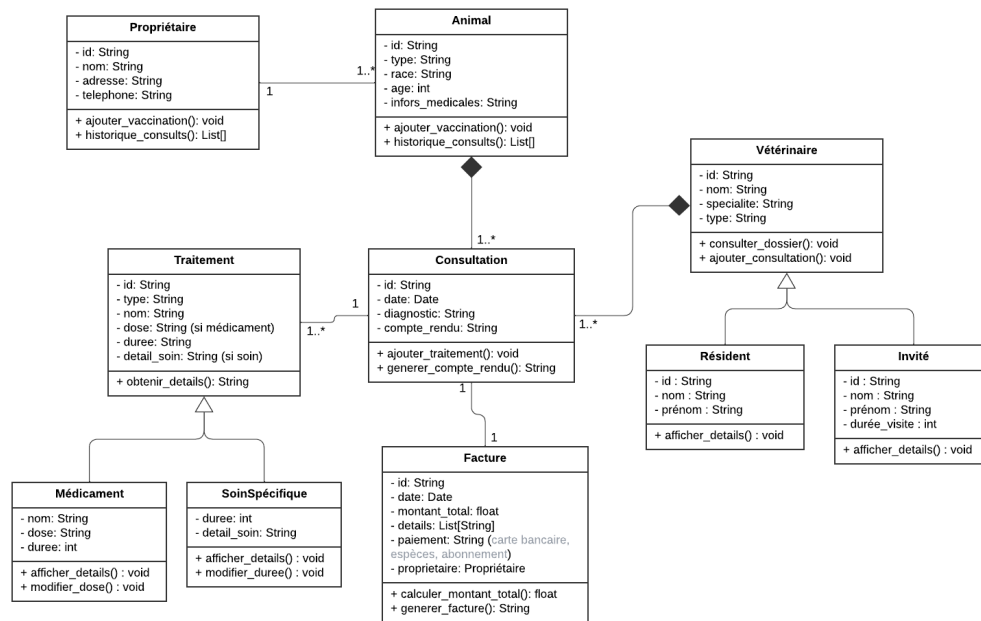 Propriétaire
- id: String
- nom: String
- adresse: String
- telephone: String
+ ajouter_vaccination(): void
+ historique_consults(): List[]
1
1..*
Animal
- id: String
- type: String
- race: String
- age: int
- infors_medicales: String
+ ajouter_vaccination(): void
+ historique_consults(): List[]
1..*
Vétérinaire
- id: String
- nom: String
- specialite: String
- type: String
+ consulter_dossier(): void
+ ajouter_consultation(): void
1..*
Traitement
- id: String
- type: String
- nom: String
- dose: String (si médicament)
- duree: String
- detail_soin: String (si soin)
+ obtenir_details(): String
1..*
1
Consultation
- id: String
- date: Date
- diagnostic: String
- compte_rendu: String
+ ajouter_traitement(): void
+ generer_compte_rendu(): String
1
1
Résident
- id : String
- nom : String
- prénom : String
+ afficher_details() : void
Invité
- id : String
- nom : String
- prénom : String
- durée_visite : int
+ afficher_details() : void
Médicament
- nom: String
- dose: String
- duree: int
+ afficher_details() : void
+ modifier_dose() : void
SoinSpécifique
- duree: int
- detail_soin: String
+ afficher_details() : void
+ modifier_duree() : void
Facture
- id: String
- date: Date
- montant_total: float
- details: List[String]
- paiement: String (carte bancaire,
espèces, abonnement)
- proprietaire: Propriétaire
+ calculer_montant_total(): float
+ generer_facture(): String